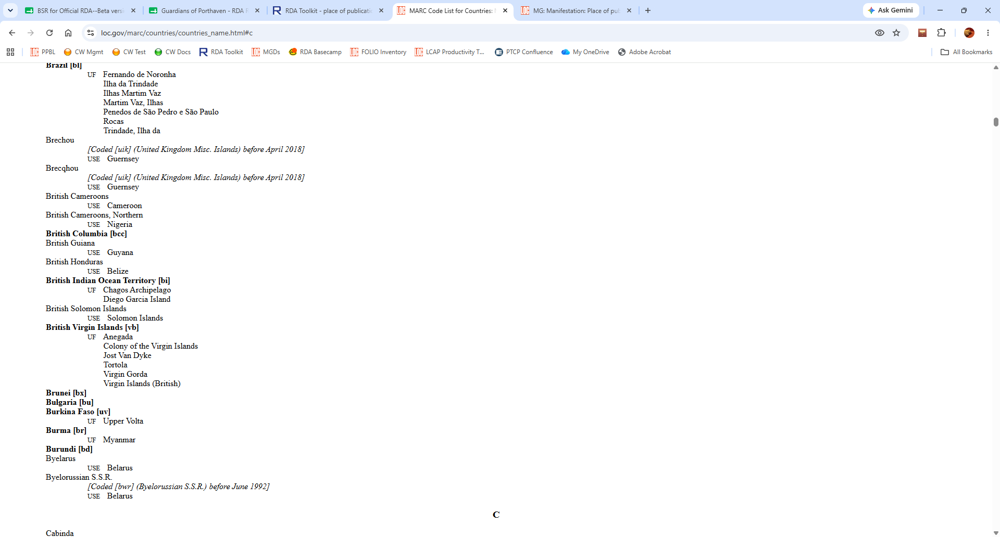 BSR for Official RDA--Beta versi
Guardians of Porthaven - RDA R
RDA Toolkit - place of publicatio
MARC Code List for Countries: N
MG: Manifestation: Place of pub
Ask Gemini
loc.gov/marc/countries/countries_name.html#c
PPBL
CW Mgmt
CW Test
CW Docs
RDA Toolkit
MGDs
RDA Basecamp
FOLIO Inventory
LCAP Productivity T...
PTCP Confluence
My OneDrive
Adobe Acrobat
All Bookmarks
Brazil [bl]
UF Fernando de Noronha
Ilha da Trindade
Ilhas Martim Vaz
Martim Vaz, Ilhas
Penedos de São Pedro e São Paulo
Rocas
Trindade, Ilha da
Brechou
[Coded [uik] (United Kingdom Misc. Islands) before April 2018]
USE Guernsey
Brecqhou
[Coded [uik] (United Kingdom Misc. Islands) before April 2018]
USE Guernsey
British Cameroons
USE Cameroon
British Cameroons, Northern
USE Nigeria
British Columbia [bcc]
British Guiana
USE Guyana
British Honduras
USE Belize
British Indian Ocean Territory [bi]
UF Chagos Archipelago
Diego Garcia Island
British Solomon Islands
USE Solomon Islands
British Virgin Islands [vb]
UF Anegada
Colony of the Virgin Islands
Jost Van Dyke
Tortola
Virgin Gorda
Virgin Islands (British)
Brunei [bx]
Bulgaria [bu]
Burkina Faso [uv]
UF Upper Volta
Burma [br]
UF Myanmar
Burundi [bd]
Byelarus
USE Belarus
Byelorussian S.S.R.
[Coded [bwr] (Byelorussian S.S.R.) before June 1992]
USE Belarus
C
Cabinda